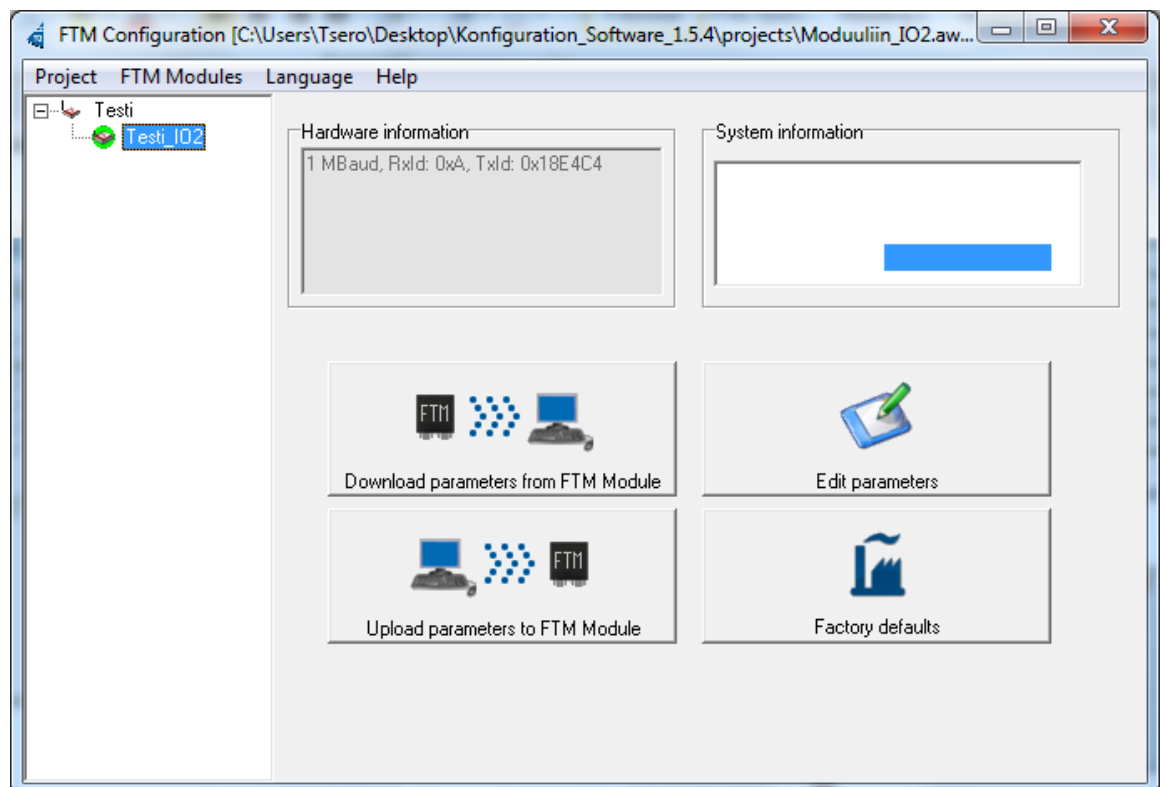 FTM Configuration [C:\Users\Tsero\Desktop\Konfiguration_Software_1.5.4\projects\Moduuliin_IO2.aw...
Project FTM Modules Language Help
Testi
Testi_IO2
Hardware information
1 MBaud, RxId: 0xA, TxId: 0x18E4C4
System information
FTM
Download parameters from FTM Module
Edit parameters
FTM
Upload parameters to FTM Module
Factory defaults